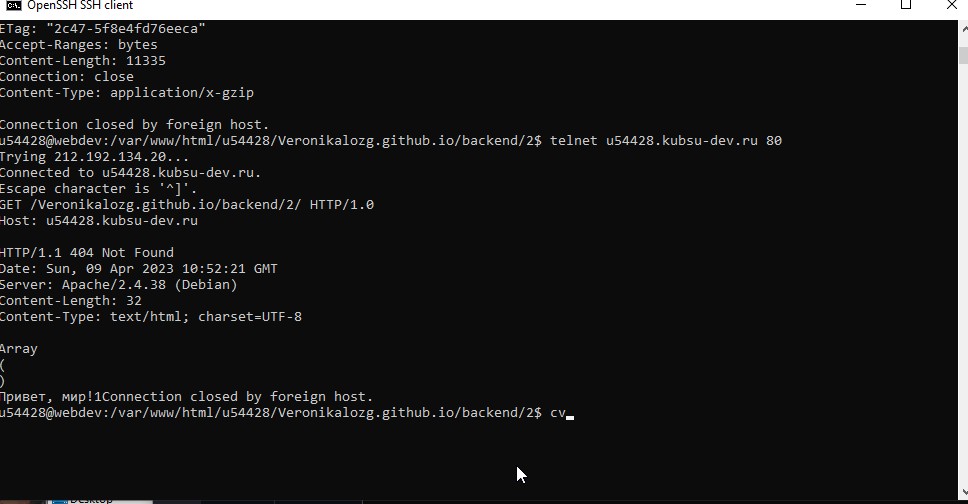 OpenSSH SSH client
ETag: "2c47-5f8e4fd76eeca"
Accept-Ranges: bytes
Content-Length: 11335
Connection: close
Content-Type: application/x-gzip
Connection closed by foreign host.
u54428@webdev:/var/www/html/u54428/Veronikalozg.github.io/backend/2$ telnet u54428.kubsu-dev.ru 80
Trying 212.192.134.20...
Connected to u54428.kubsu-dev.ru.
Escape character is '^]'.
GET /Veronikalozg.github.io/backend/2/ HTTP/1.0
Host: u54428.kubsu-dev.ru
HTTP/1.1 404 Not Found
Date: Sun, 09 Apr 2023 10:52:21 GMT
Server: Apache/2.4.38 (Debian)
Content-Length: 32
Content-Type: text/html; charset=UTF-8
Array
(
)
Привет, мир!1Connection closed by foreign host.
u54428@webdev:/var/www/html/u54428/Veronikalozg.github.io/backend/2$ cv